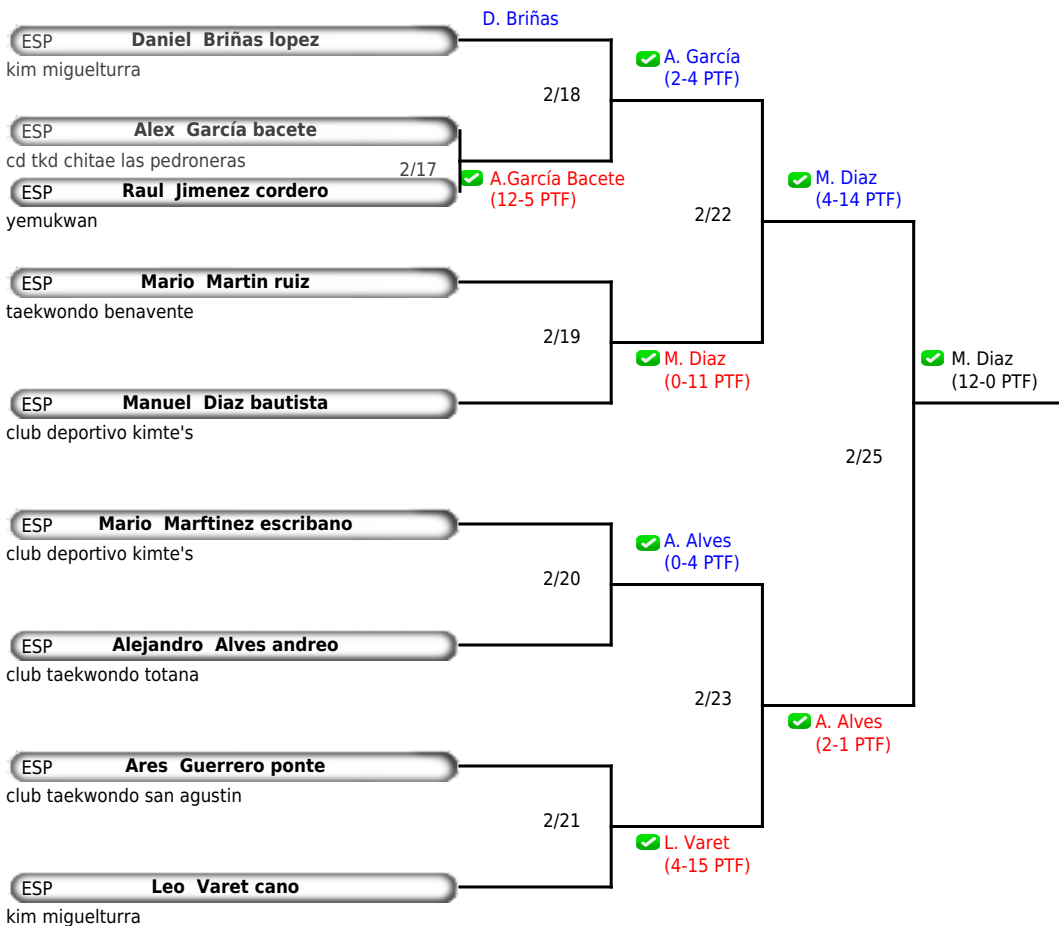 D. Briñas
ESP Daniel Briñas lopez
kim miguelturra
A. García
(2-4 PTF)
2/18
ESP Alex García bacete
cd tkd chitae las pedroneras
2/17
A.García Bacete
(12-5 PTF)
ESP Raul Jimenez cordero
yemukwan
M. Diaz
(4-14 PTF)
2/22
ESP Mario Martin ruiz
taekwondo benavente
2/19
M. Diaz
(0-11 PTF)
M. Diaz
(12-0 PTF)
ESP Manuel Diaz bautista
club deportivo kimte's
2/25
ESP Mario Marftinez escribano
club deportivo kimte's
A. Alves
(0-4 PTF)
2/20
ESP Alejandro Alves andreo
club taekwondo totana
2/23
A. Alves
(2-1 PTF)
ESP Ares Guerrero ponte
club taekwondo san agustin
2/21
L. Varet
(4-15 PTF)
ESP Leo Varet cano
kim miguelturra